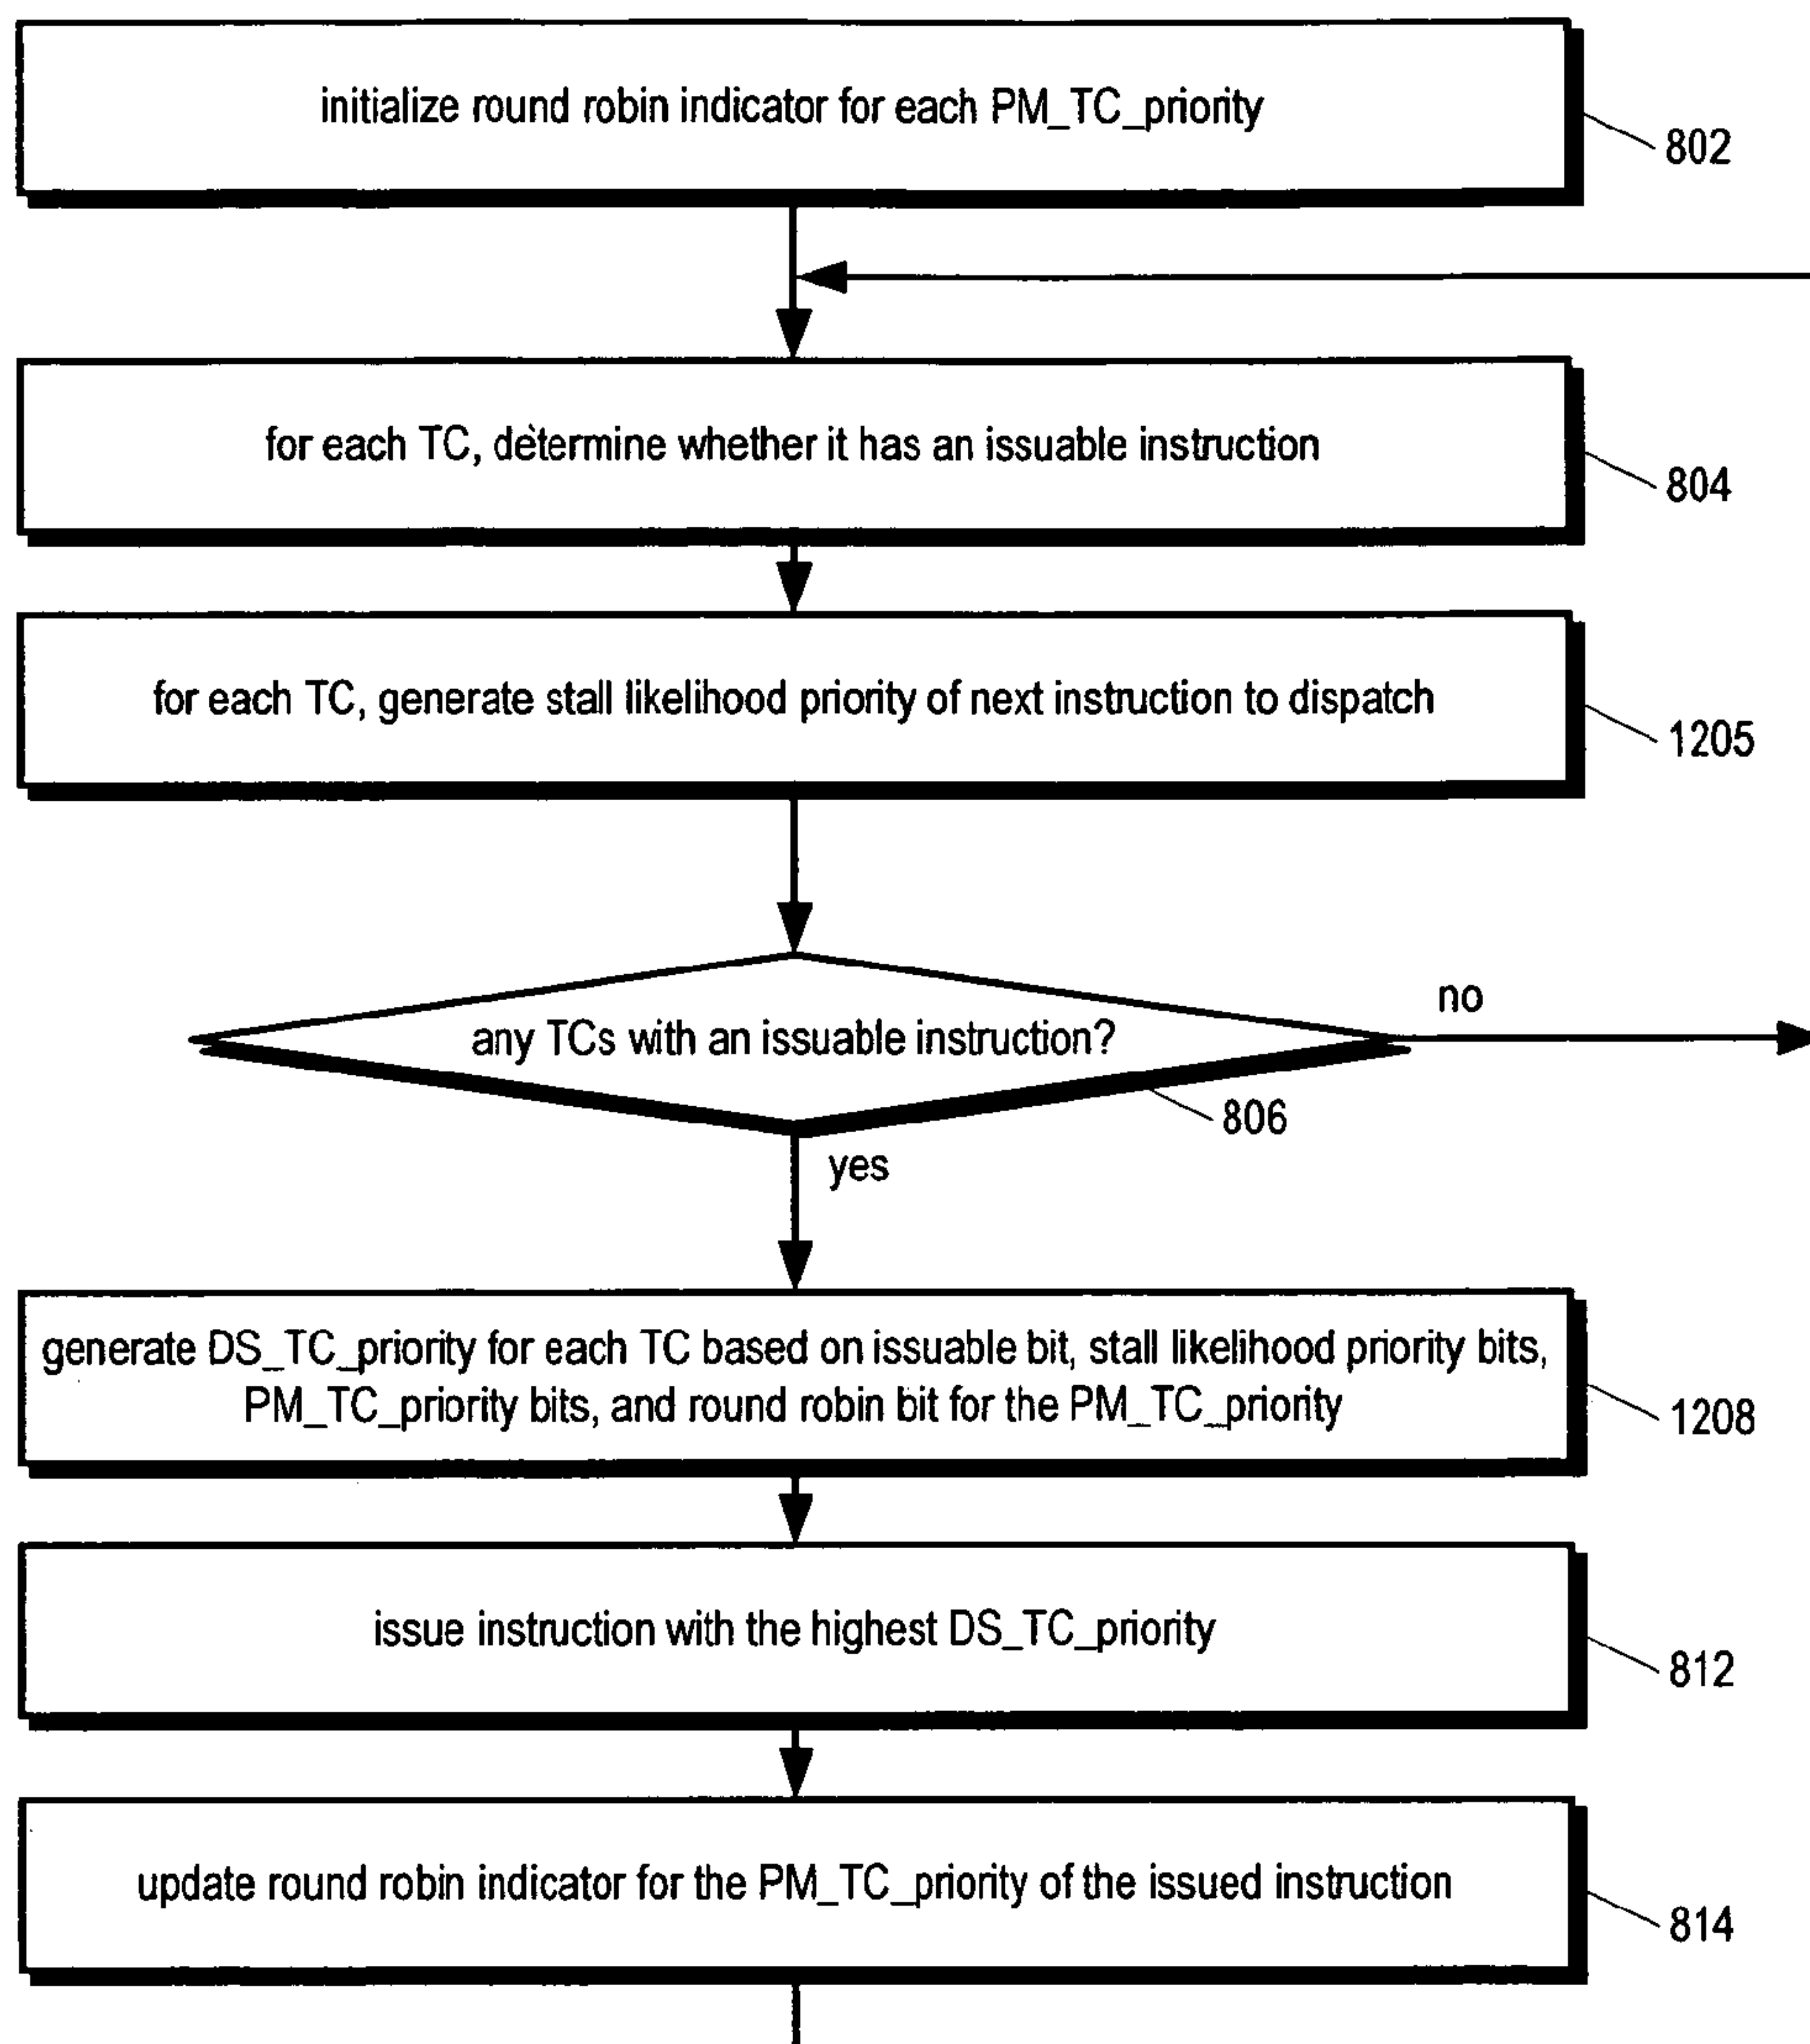 initialize round robin indicator for each PM_TC_priority
802
for each TC, determine whether it has an issuable instruction
804
for each TC, generate stall likelihood priority of next instruction to dispatch
1205
any TCs with an issuable instruction?
no
806
yes
generate DS_TC_priority for each TC based on issuable bit, stall likelihood priority bits,
PM_TC_priority bits, and round robin bit for the PM_TC_priority
1208
issue instruction with the highest DS_TC_priority
812
update round robin indicator for the PM_TC_priority of the issued instruction
814